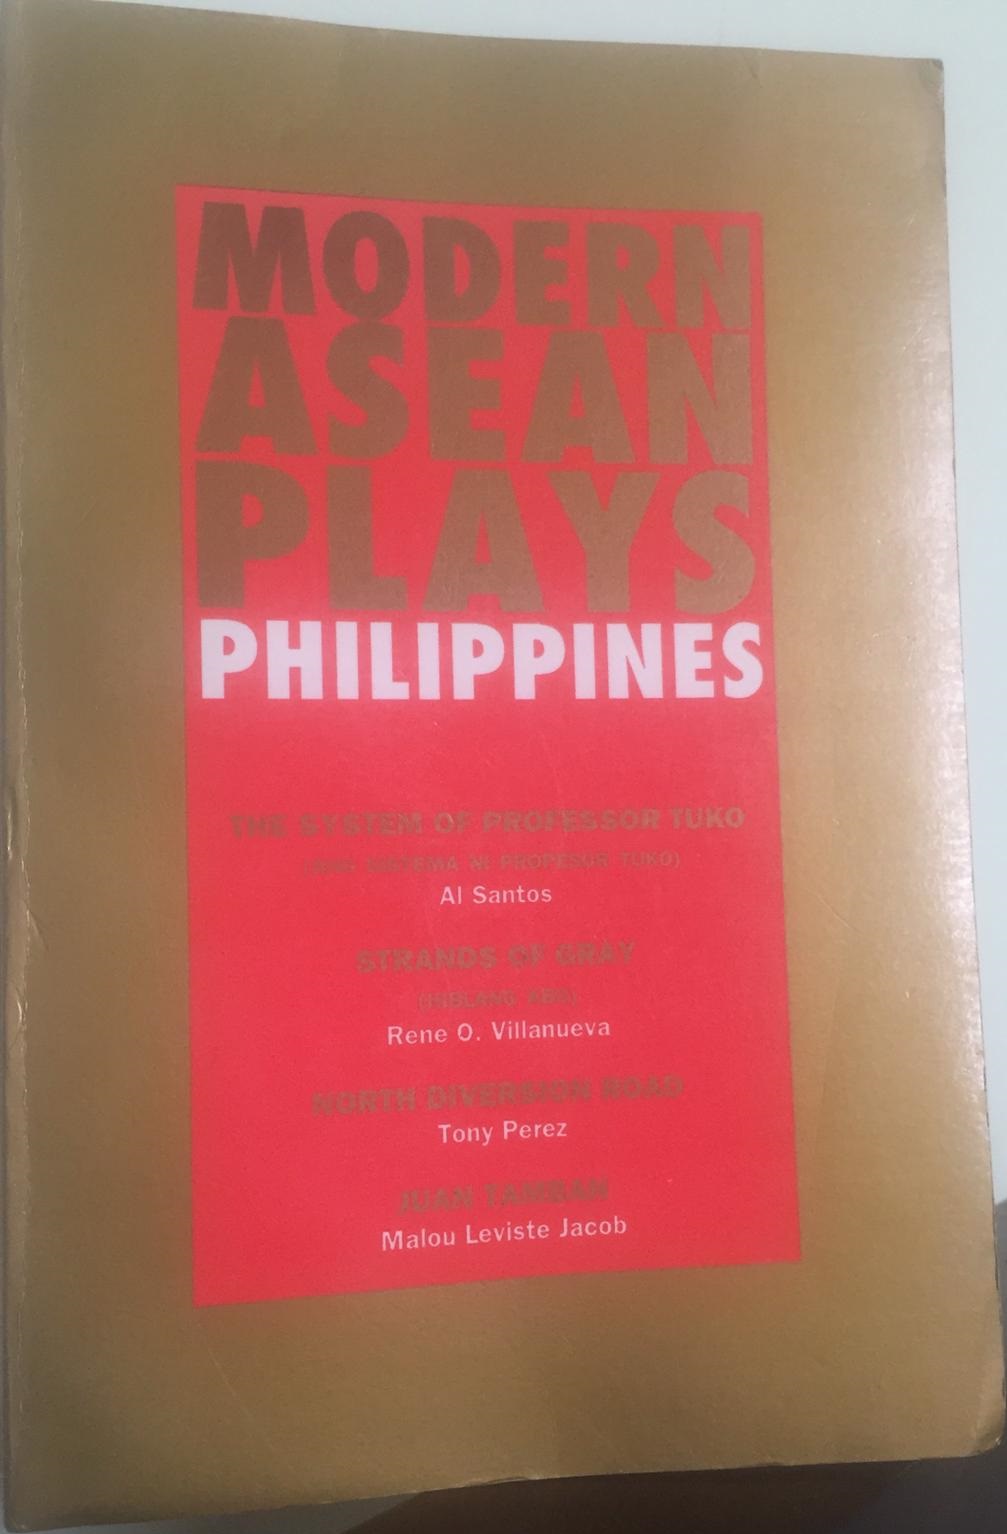 MODERN
ASEAN
PLAYS
PHILIPPINES
THE SYSTEM OF PROFESSOR TUKO
(ANG SISTEMA NI PROPESOR TUKO)
Al Santos
STRANDS OF GRAY
(HIBLANG ABO)
Rene O. Villanueva
NORTH DIVERSION ROAD
Tony Perez
JUAN TAMBAN
Malou Leviste Jacob